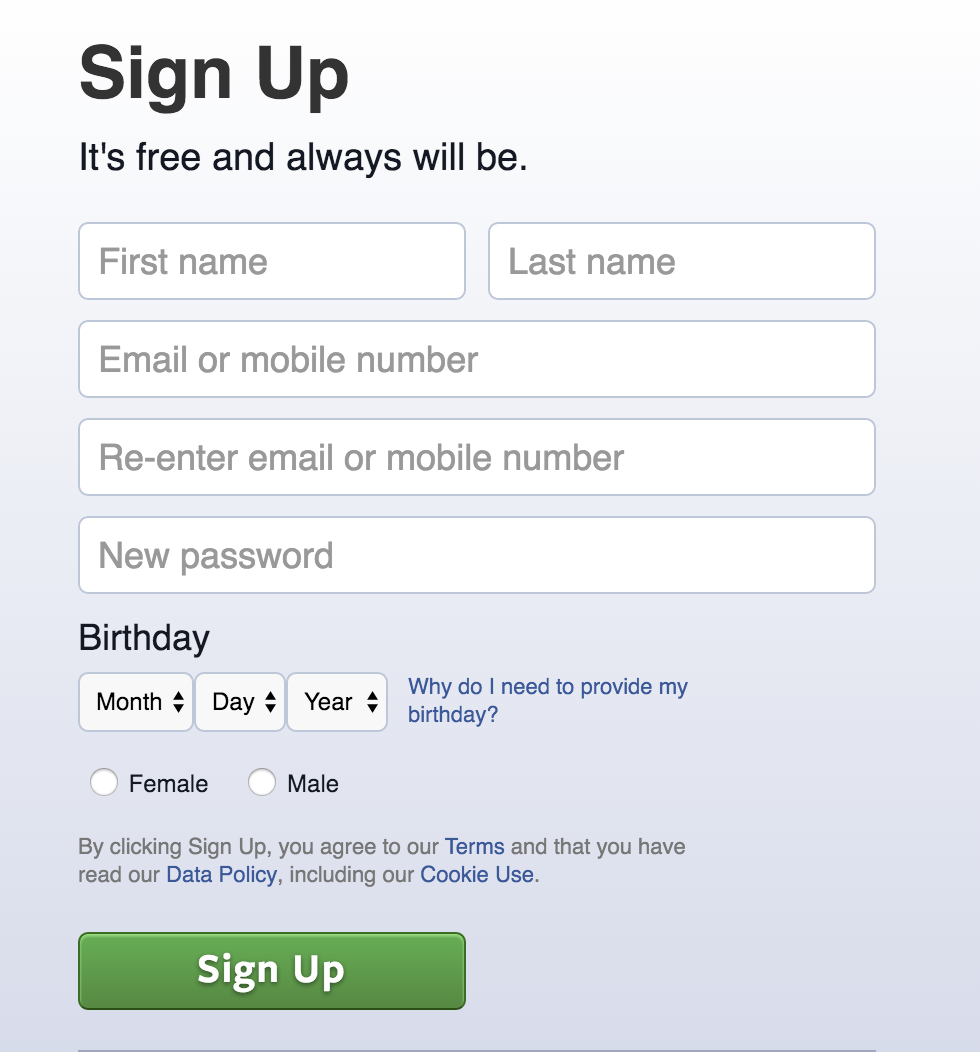 Sign Up
It's free and always will be.
First name Last name
Email or mobile number
Re-enter email or mobile number
New password
Birthday
Month Day Year Why do I need to provide my
birthday?
Female Male
By clicking Sign Up, you agree to our Terms and that you have
read our Data Policy, including our Cookie Use.
Sign Up